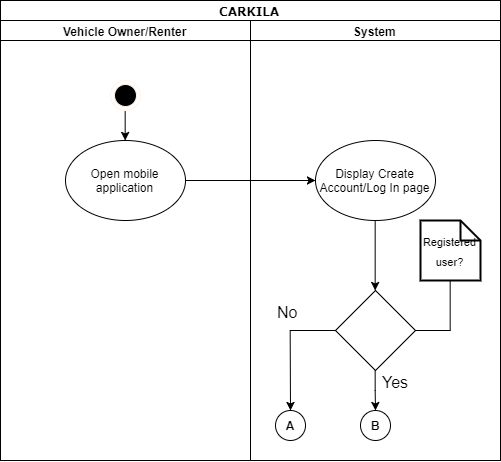 CARKILA
Vehicle Owner/Renter
System
Open mobile
application
Display Create
Account/Log In page
Registered
user?
No
Yes
A
B